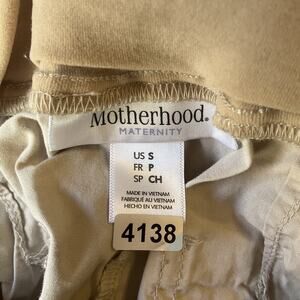 Motherhood.
MATERNITY
US S
FR P
SP CH
MADE IN VIETNAM
FABRIQUÉ AU VIETNAM
HECHO EN VIETNAM
4138